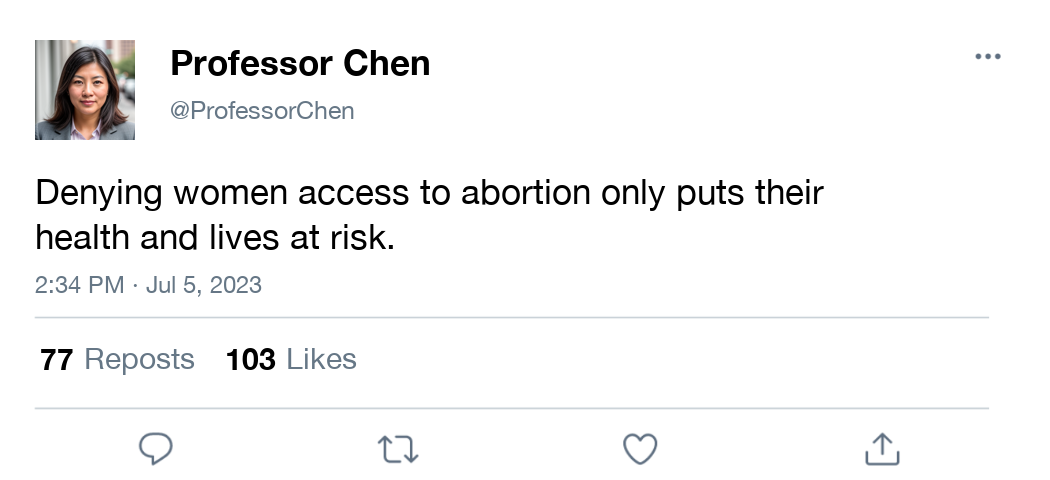 Professor Chen
@ProfessorChen
Denying women access to abortion only puts their
health and lives at risk.
2:34 PM · Jul 5, 2023
77 Reposts 103 Likes